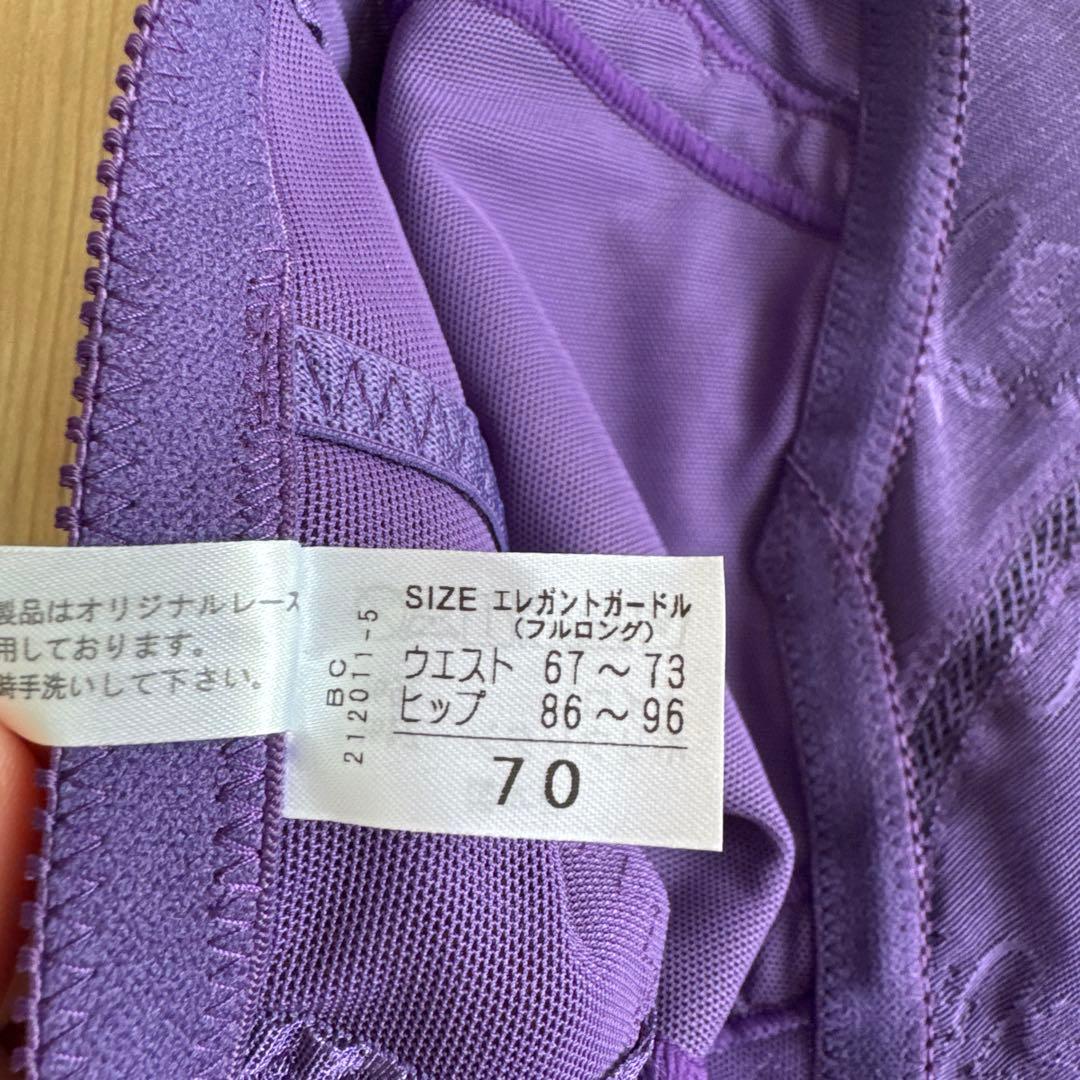 製品はオリジナルレース
用しております。
手洗いして下さい。
BC
212011-5
SIZE エレガントガードル
(フルロング)
ウエスト 67～73
ヒップ 86～96
70